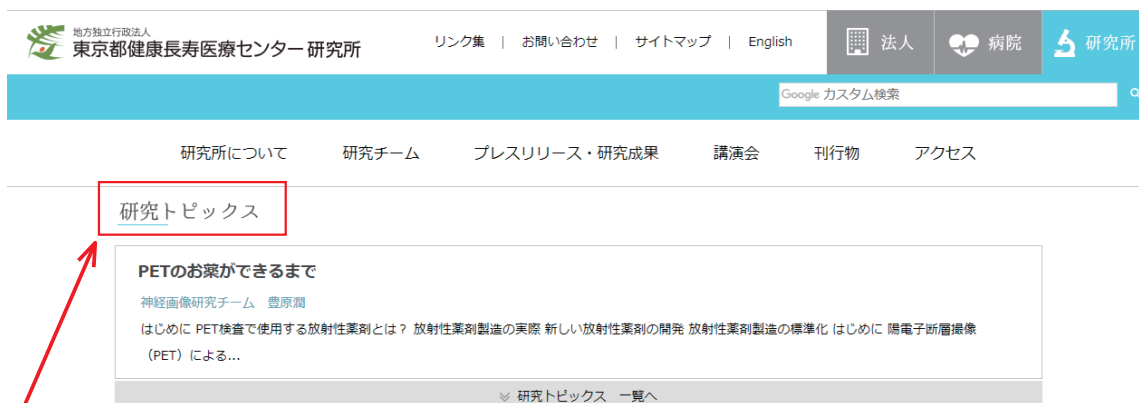 地方独立行政法人
東京都健康長寿医療センター研究所
リンク集 | お問い合わせ | サイトマップ | English
法人
病院
研究所
Google カスタム検索
研究所について 研究チーム プレスリリース・研究成果 講演会 刊行物 アクセス
研究トピックス
PETのお薬ができるまで
神経画像研究チーム 豊原潤
はじめに PET検査で使用する放射性薬剤とは? 放射性薬剤製造の実際 新しい放射性薬剤の開発 放射性薬剤製造の標準化 はじめに 陽電子断層撮像
(PET)による...
研究トピックス 一覧へ